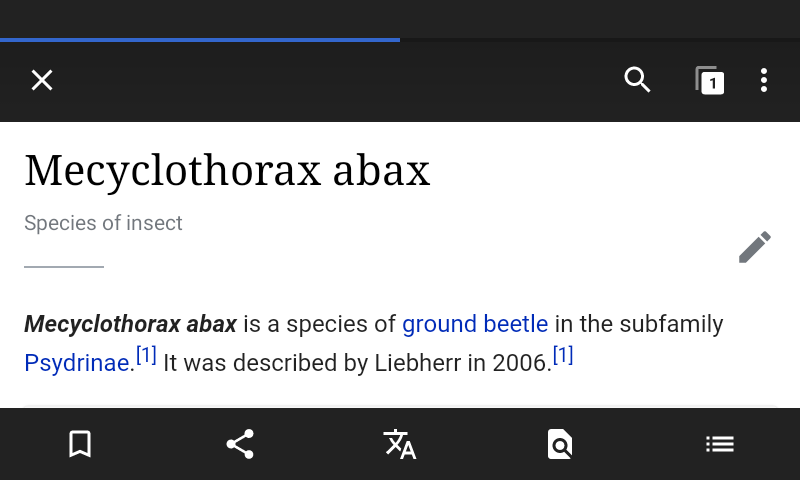 1
Mecyclothorax abax
Species of insect
Mecyclothorax abax is a species of ground beetle in the subfamily
Psydrinae.[1] It was described by Liebherr in 2006.[1]